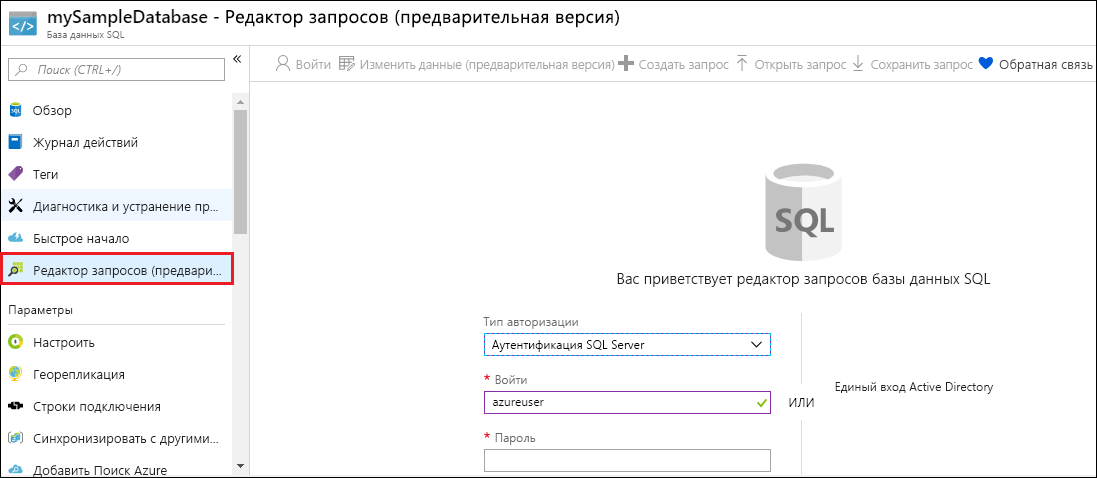 mySampleDatabase - Редактор запросов (предварительная версия)
База данных SQL
Поиск (CTRL+/)
Войти Изменить данные (предварительная версия) Создать запрос Открыть запрос Сохранить запрос Обратная связь
Обзор
Журнал действий
Теги
Диагностика и устранение пр...
Быстрое начало
Редактор запросов (предвари...
Параметры
Настроить
Георепликация
Строки подключения
Синхронизировать с другими...
Добавить Поиск Azure
SQL
Вас приветствует редактор запросов базы данных SQL
Тип авторизации
Аутентификация SQL Server
* Войти
azureuser
* Пароль
ИЛИ
Единый вход Active Directory